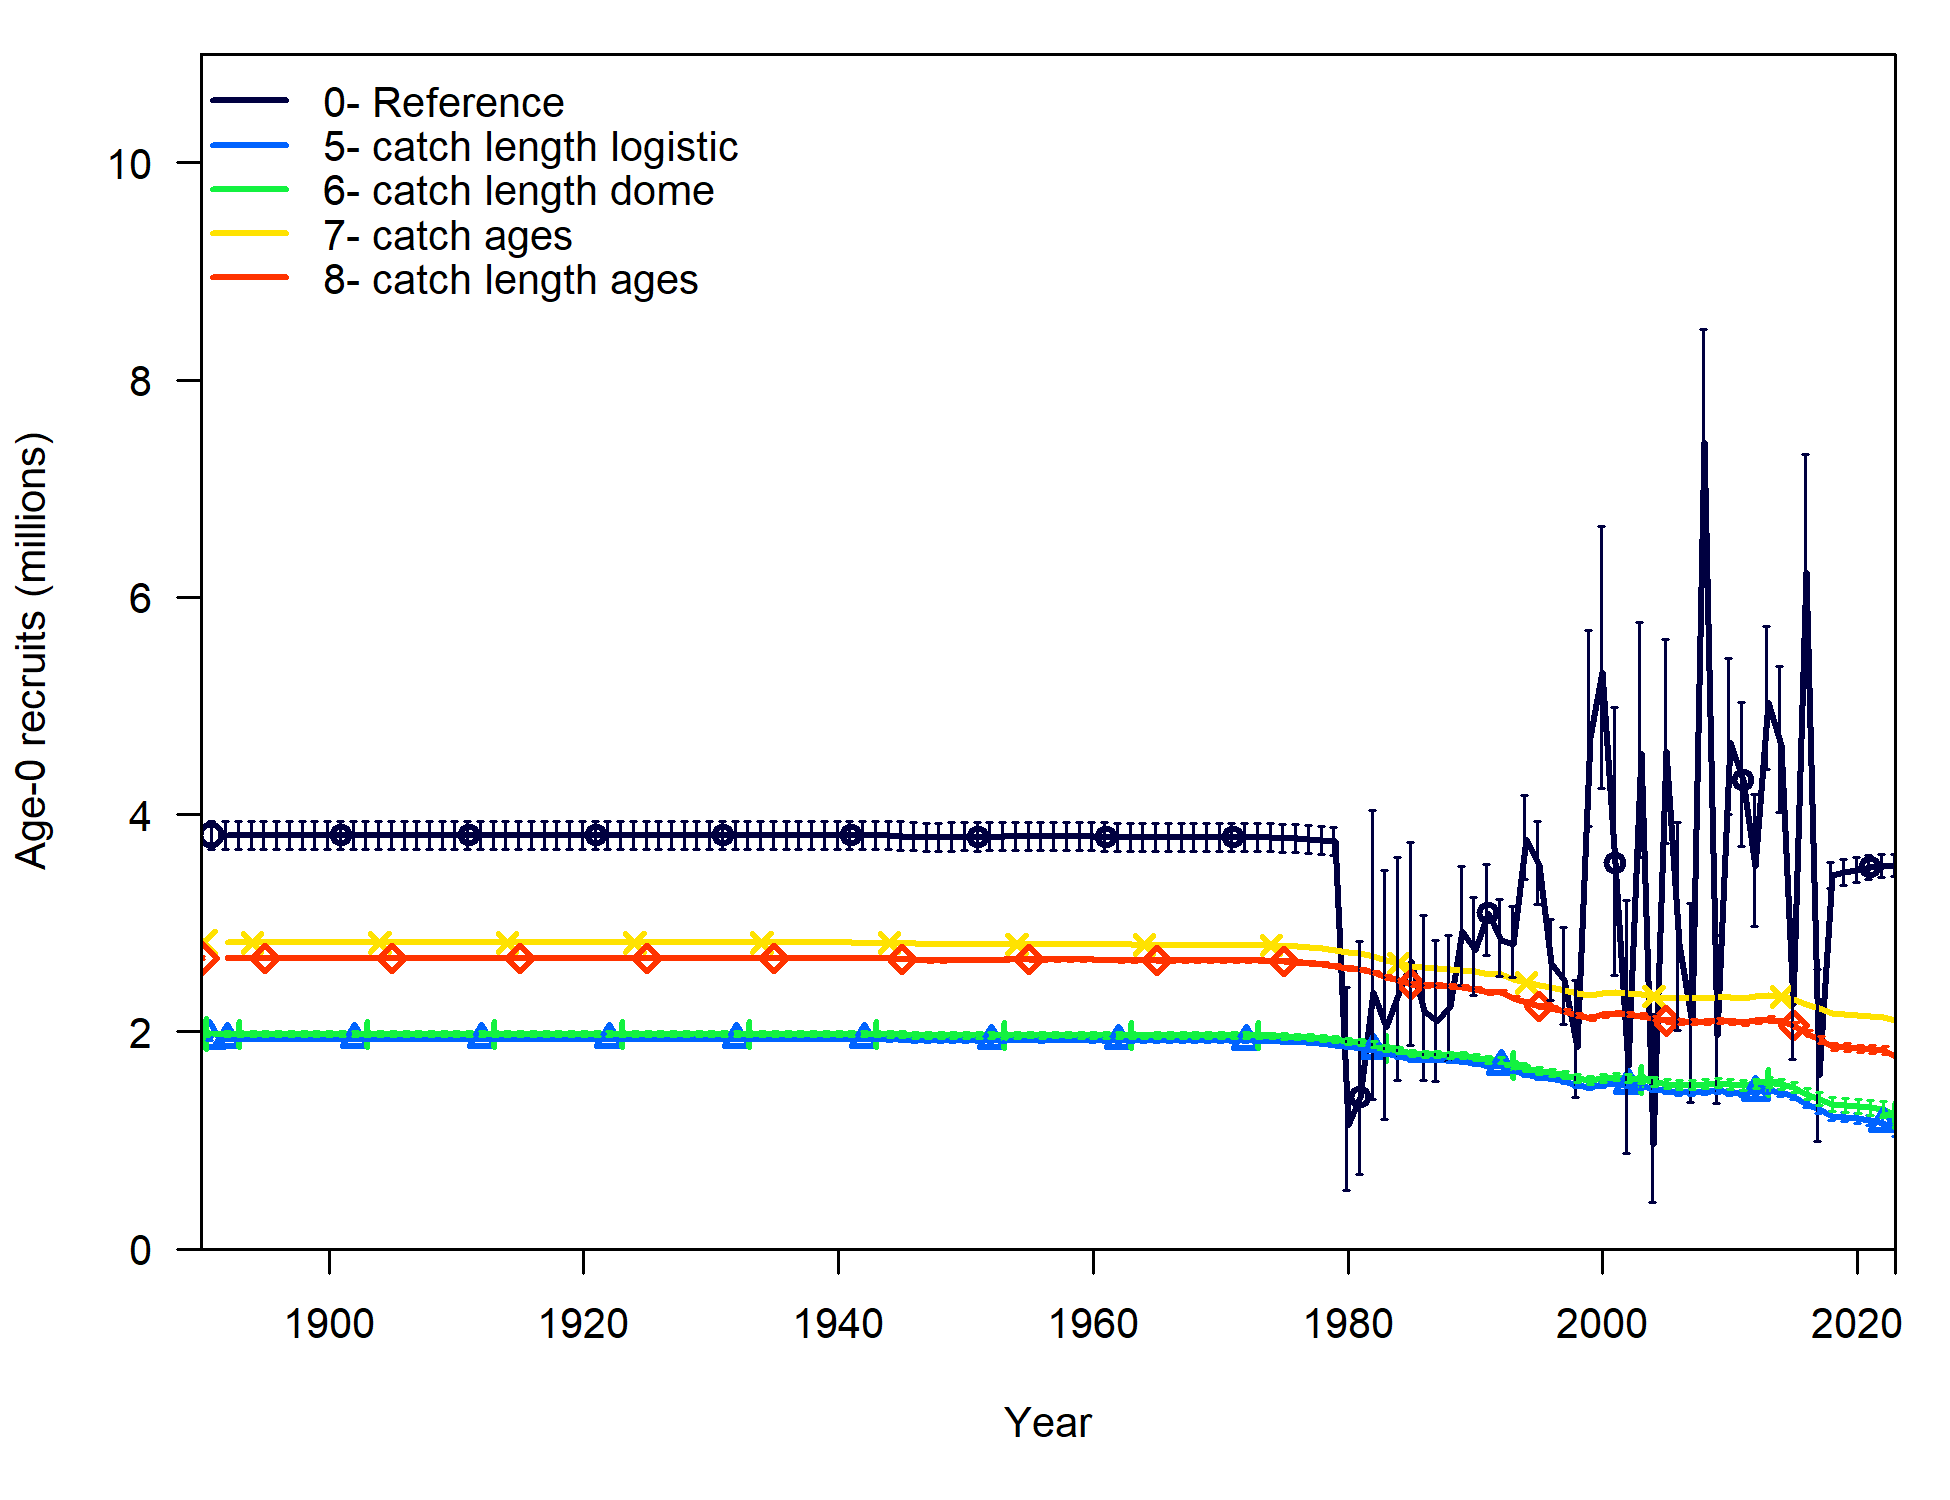 0- Reference
5- catch length logistic
6- catch length dome
7- catch ages
8- catch length ages
Age-0 recruits (millions)
10
8
6
4
2
0
1900 1920 1940 1960 1980 2000 2020
Year